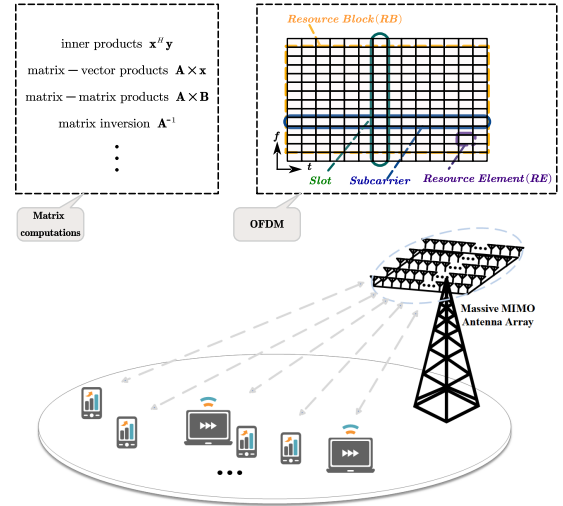 inner products x^H y
matrix − vector products A × x
matrix − matrix products A × B
matrix inversion A^-1
Matrix
computations
Resource Block(RB)
f
t
Slot
Subcarrier
Resource Element(RE)
OFDM
Massive MIMO
Antenna Array